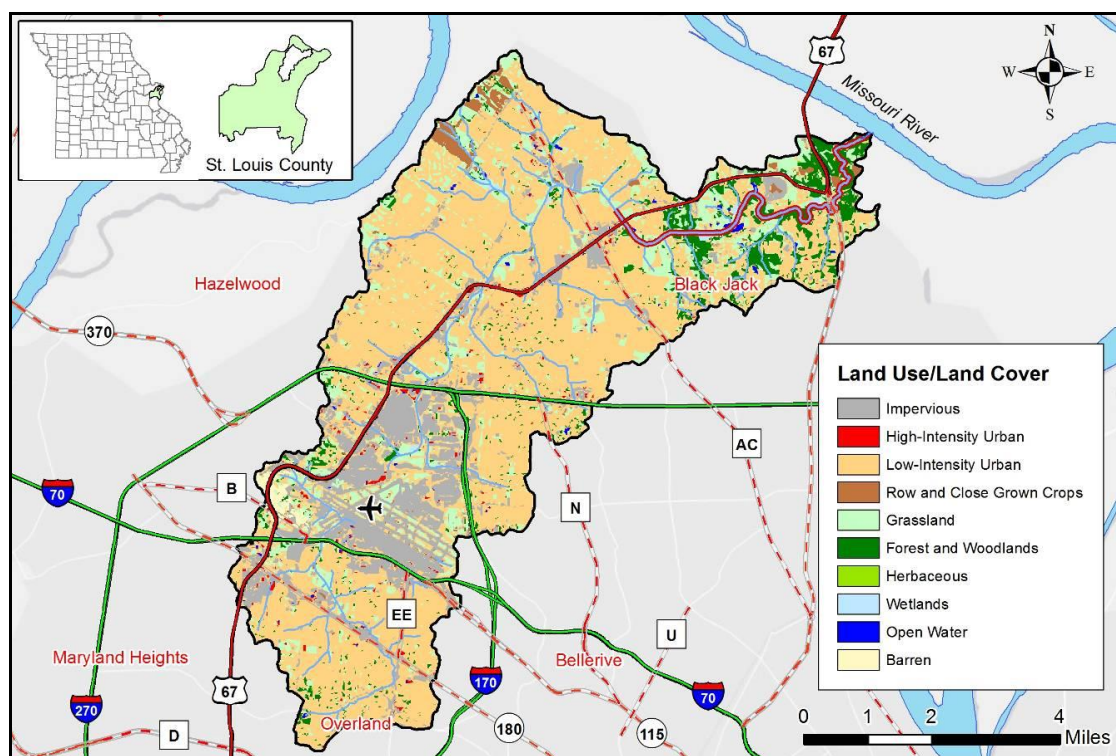 St. Louis County
67
Missouri River
N
W
E
S
Hazelwood
Black Jack
370
70
B
N
AC
EE
U
Maryland Heights
Bellerive
67
270
170
70
Overland
D
180
115
Land Use/Land Cover
Impervious
High-Intensity Urban
Low-Intensity Urban
Row and Close Grown Crops
Grassland
Forest and Woodlands
Herbaceous
Wetlands
Open Water
Barren
0 1 2 4
Miles